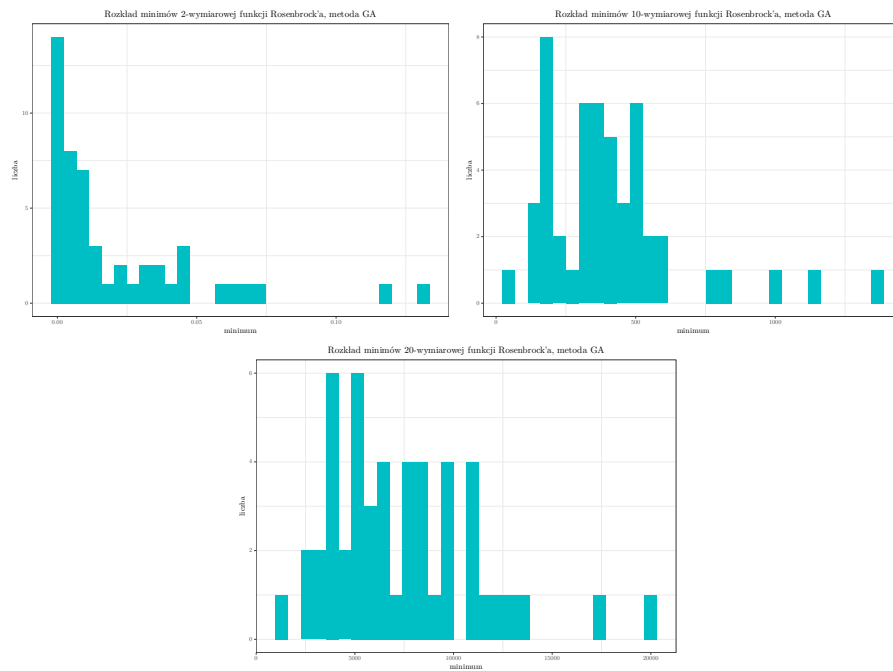 Rozkład minimów 2-wymiarowej funkcji Rosenbrock'a, metoda GA
liczba
10
5
0
0.00 0.05 0.10
minimum
Rozkład minimów 10-wymiarowej funkcji Rosenbrock'a, metoda GA
liczba
8
6
4
2
0
0 500 1000
minimum
Rozkład minimów 20-wymiarowej funkcji Rosenbrock'a, metoda GA
liczba
6
4
2
0
0 5000 10000 15000 20000
minimum